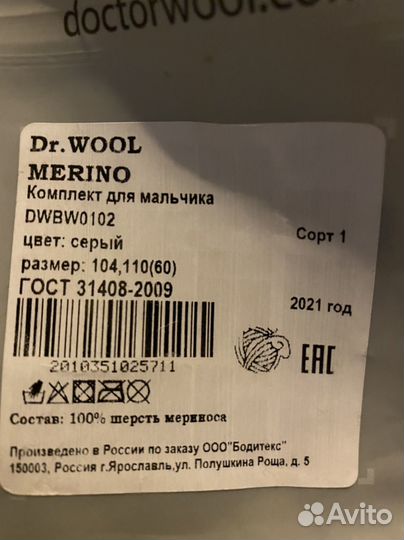 doctorwool.co
Dr.WOOL
MERINO
Комплект для мальчика
DWBW0102
Сорт 1
цвет: серый
размер: 104,110(60)
ГОСТ 31408-2009
2021 год
2010351025711
EAC
Состав: 100% шерсть мериноса
Произведено в России по заказу ООО"Бодитекс"
150003, Россия г.Ярославль,ул. Полушкина Роща, д. 5
Avito